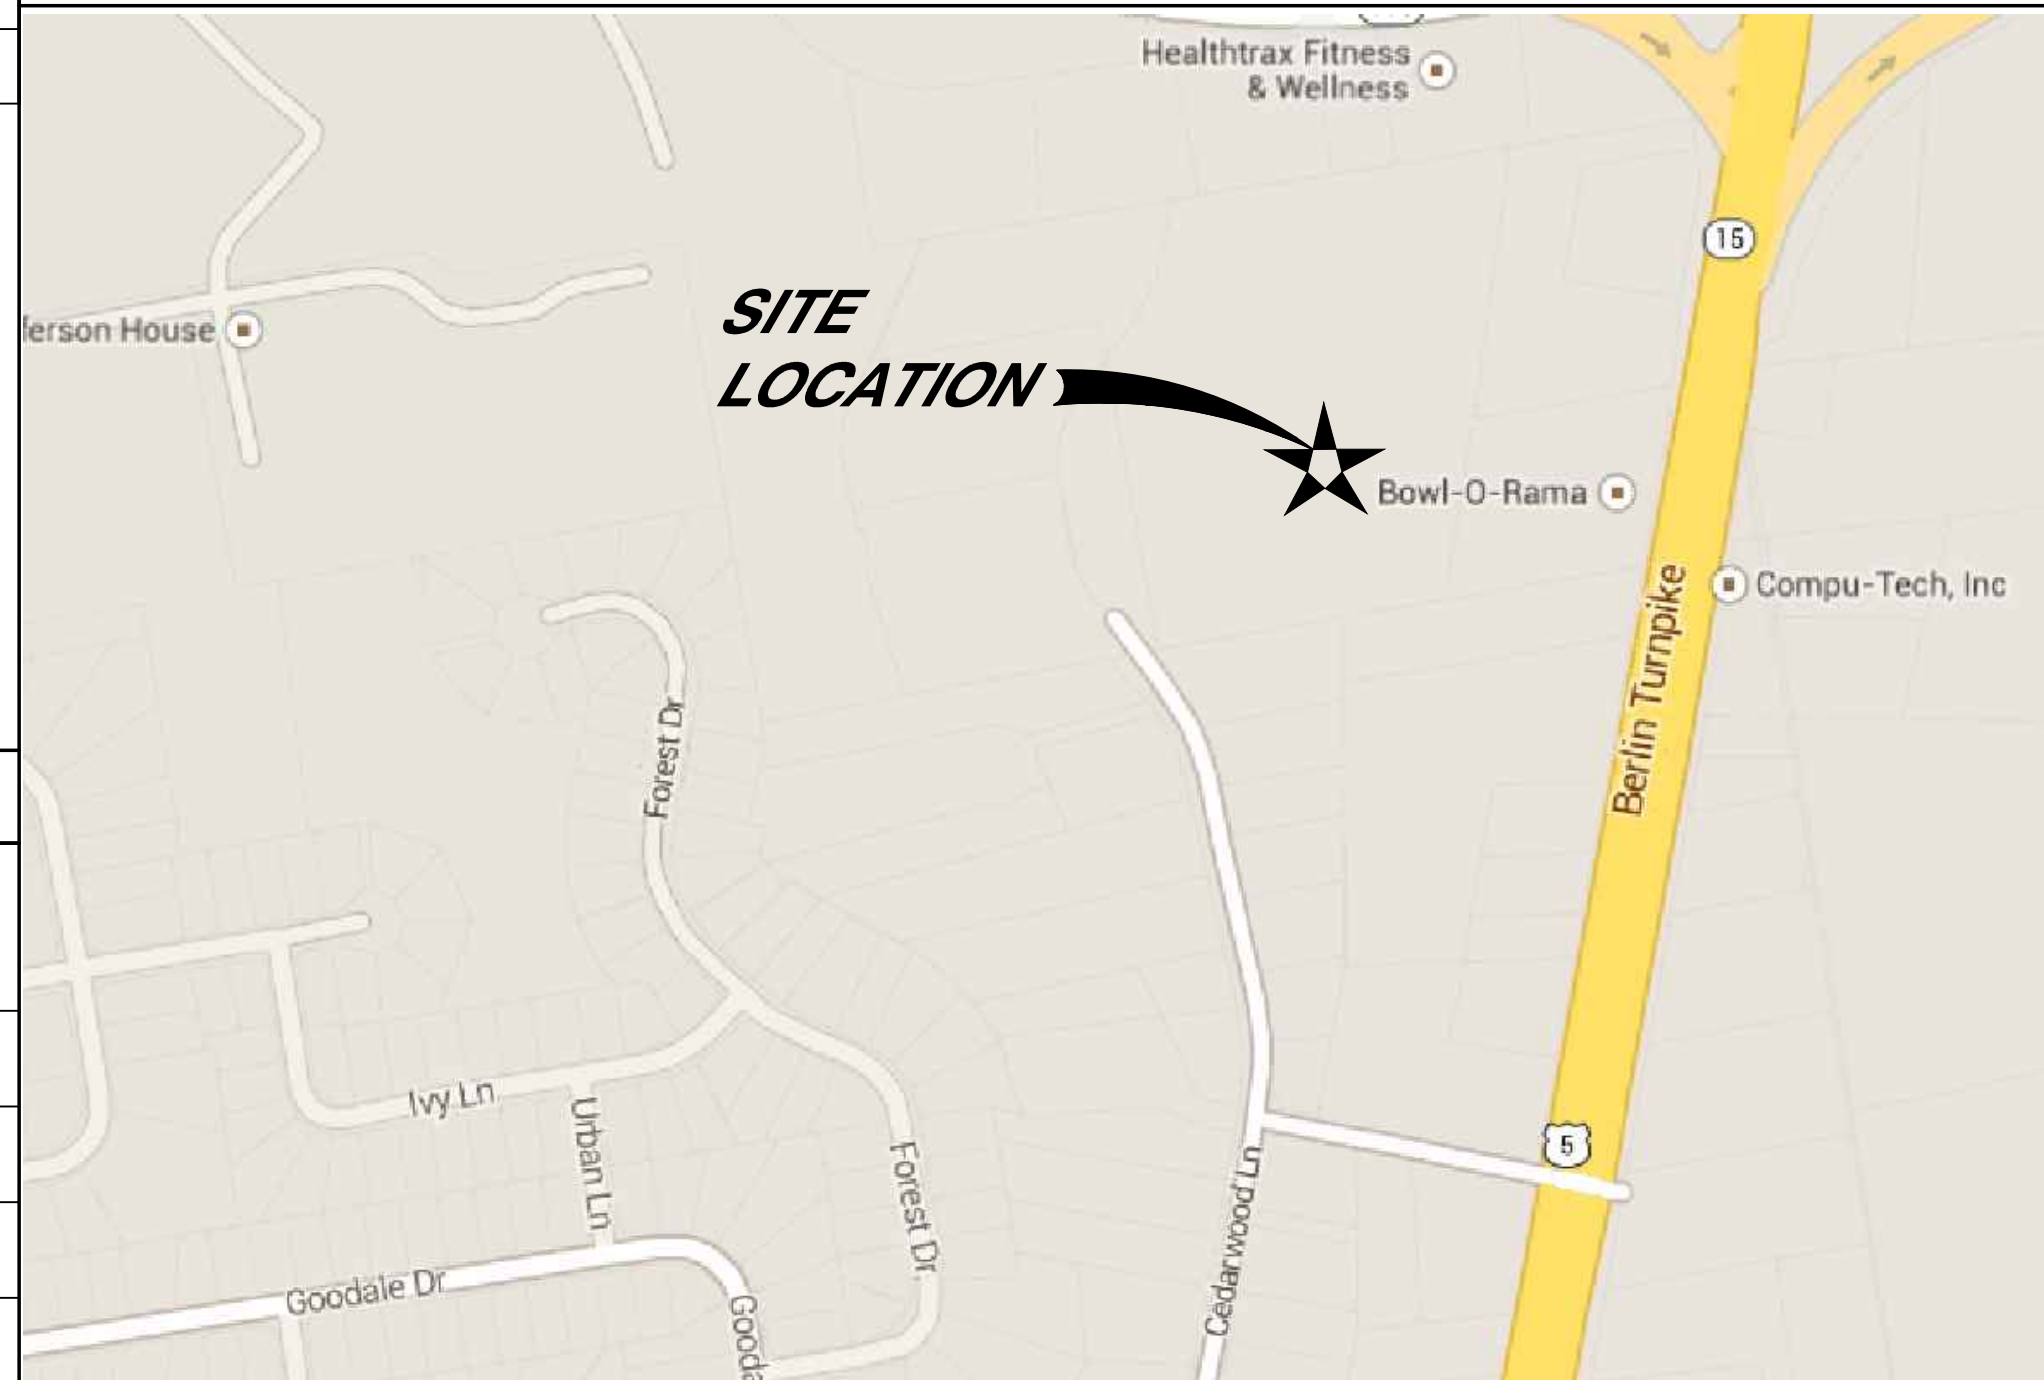 Healthtrax Fitness
& Wellness
15
SITE
LOCATION
ferson House
Bowl-O-Rama
Compu-Tech, Inc
Berlin Turnpike
Forest Dr
Ivy Ln
Urban Ln
Forest Dr
5
Cedarwood Ln
Goodale Dr
Gooda